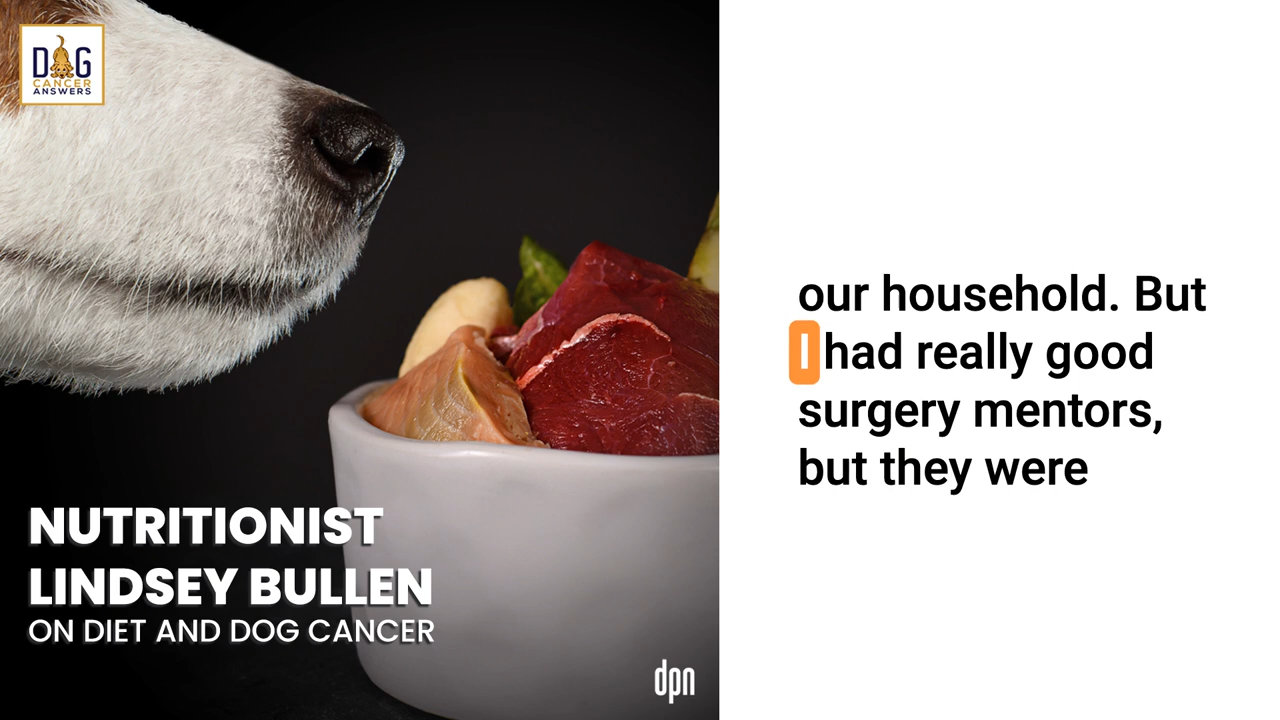 DOG
CANCER
ANSWERS
NUTRITIONIST
LINDSEY BULLEN
ON DIET AND DOG CANCER
dpn
our household. But
I had really good
surgery mentors,
but they were